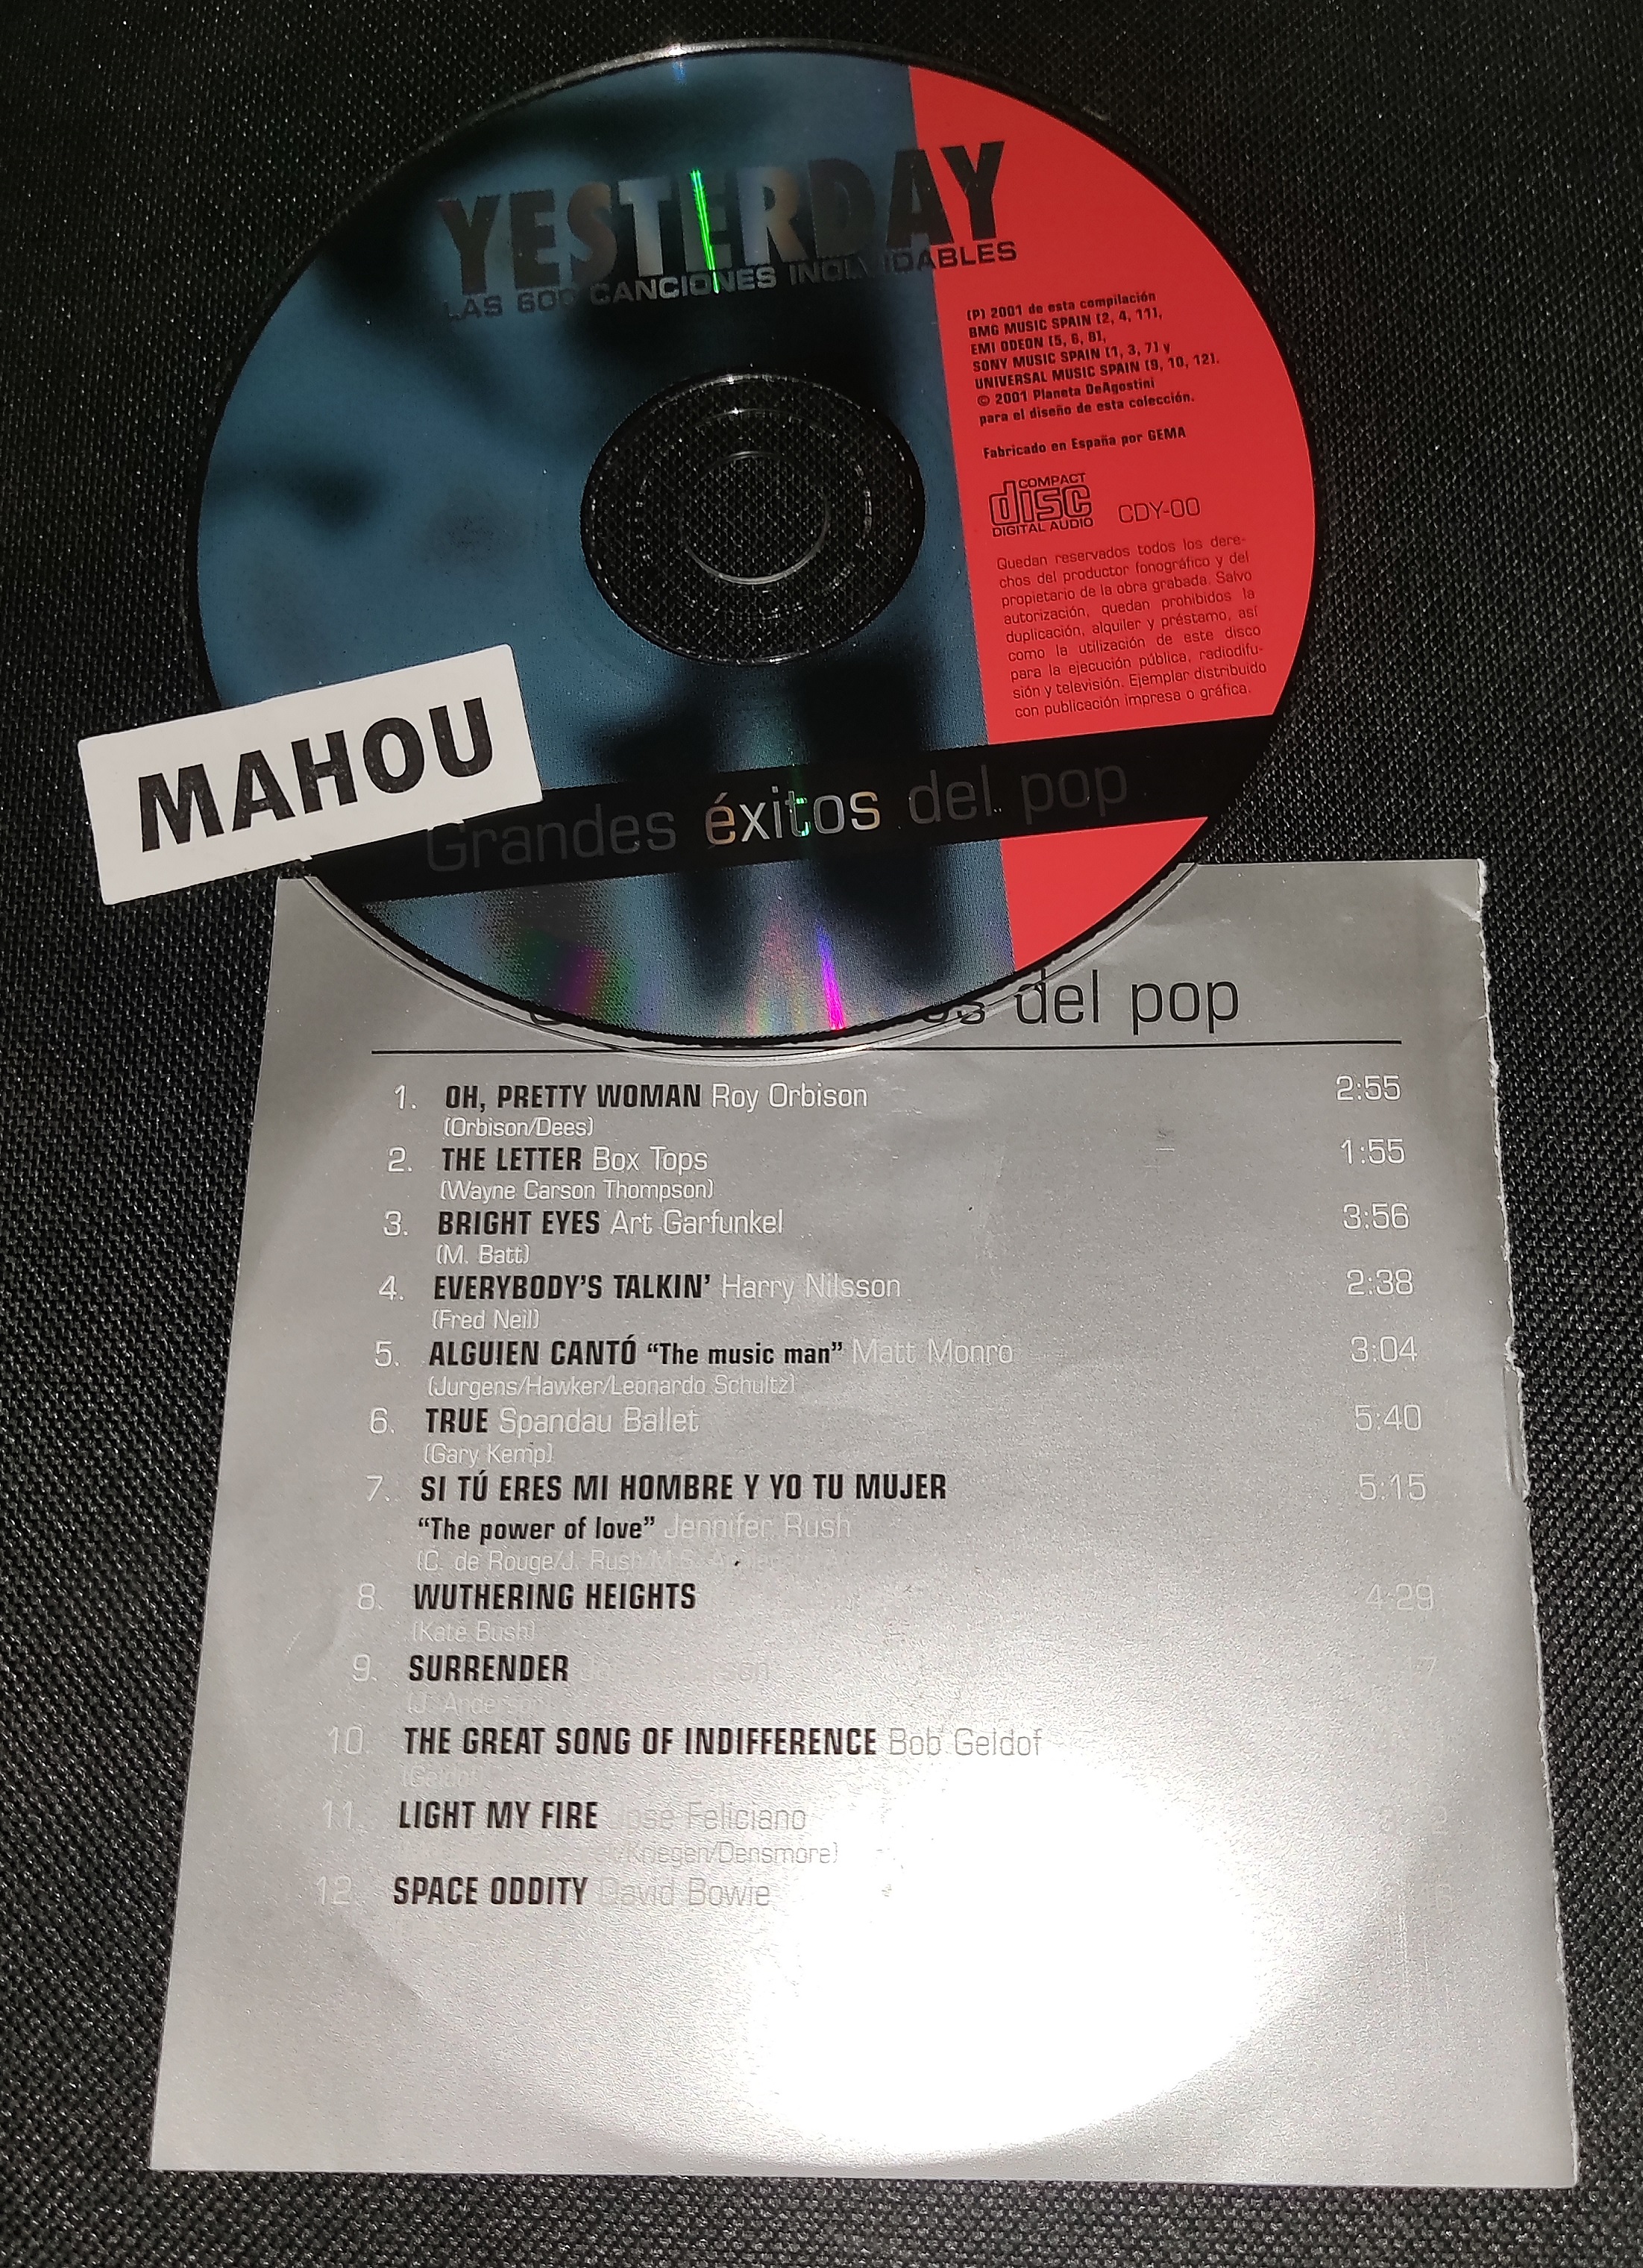 YESTERDAY
LAS 600 CANCIONES INOLVIDABLES
(P) 2001 de esta compilación
BMG MUSIC SPAIN (2, 4, 11),
EMI ODEON (5, 6, 8),
SONY MUSIC SPAIN (1, 3, 7) y
UNIVERSAL MUSIC SPAIN (9, 10, 12).
© 2001 Planeta DeAgostini
para el diseño de esta colección.
Fabricado en España por GEMA
COMPACT
disc
DIGITAL AUDIO
CDY-00
Quedan reservados todos los dere-
chos del productor fonográfico y del
propietario de la obra grabada. Salvo
autorización, quedan prohibidos la
duplicación, alquiler y préstamo, así
como la utilización de este disco
para la ejecución pública, radiodifu-
sión y televisión. Ejemplar distribuido
con publicación impresa o gráfica.
MAHOU
Grandes éxitos del pop
del pop
1. OH, PRETTY WOMAN Roy Orbison 2:55
(Orbison/Dees)
2. THE LETTER Box Tops 1:55
(Wayne Carson Thompson)
3. BRIGHT EYES Art Garfunkel 3:56
(M. Batt)
4. EVERYBODY'S TALKIN' Harry Nilsson 2:38
(Fred Neil)
5. ALGUIEN CANTÓ “The music man” Matt Monro 3:04
(Jurgens/Hawker/Leonardo Schultz)
6. TRUE Spandau Ballet 5:40
(Gary Kemp)
7. SI TÚ ERES MI HOMBRE Y YO TU MUJER 5:15
“The power of love” Jennifer Rush
(C. de Rouge/J. Rush/M.S.
8. WUTHERING HEIGHTS 4:29
(Kate Bush)
9. SURRENDER
(J. Anderson)
10. THE GREAT SONG OF INDIFFERENCE Bob Geldof
(Geldof)
11. LIGHT MY FIRE Jose Feliciano
/Krieger/Densmore)
12. SPACE ODDITY David Bowie